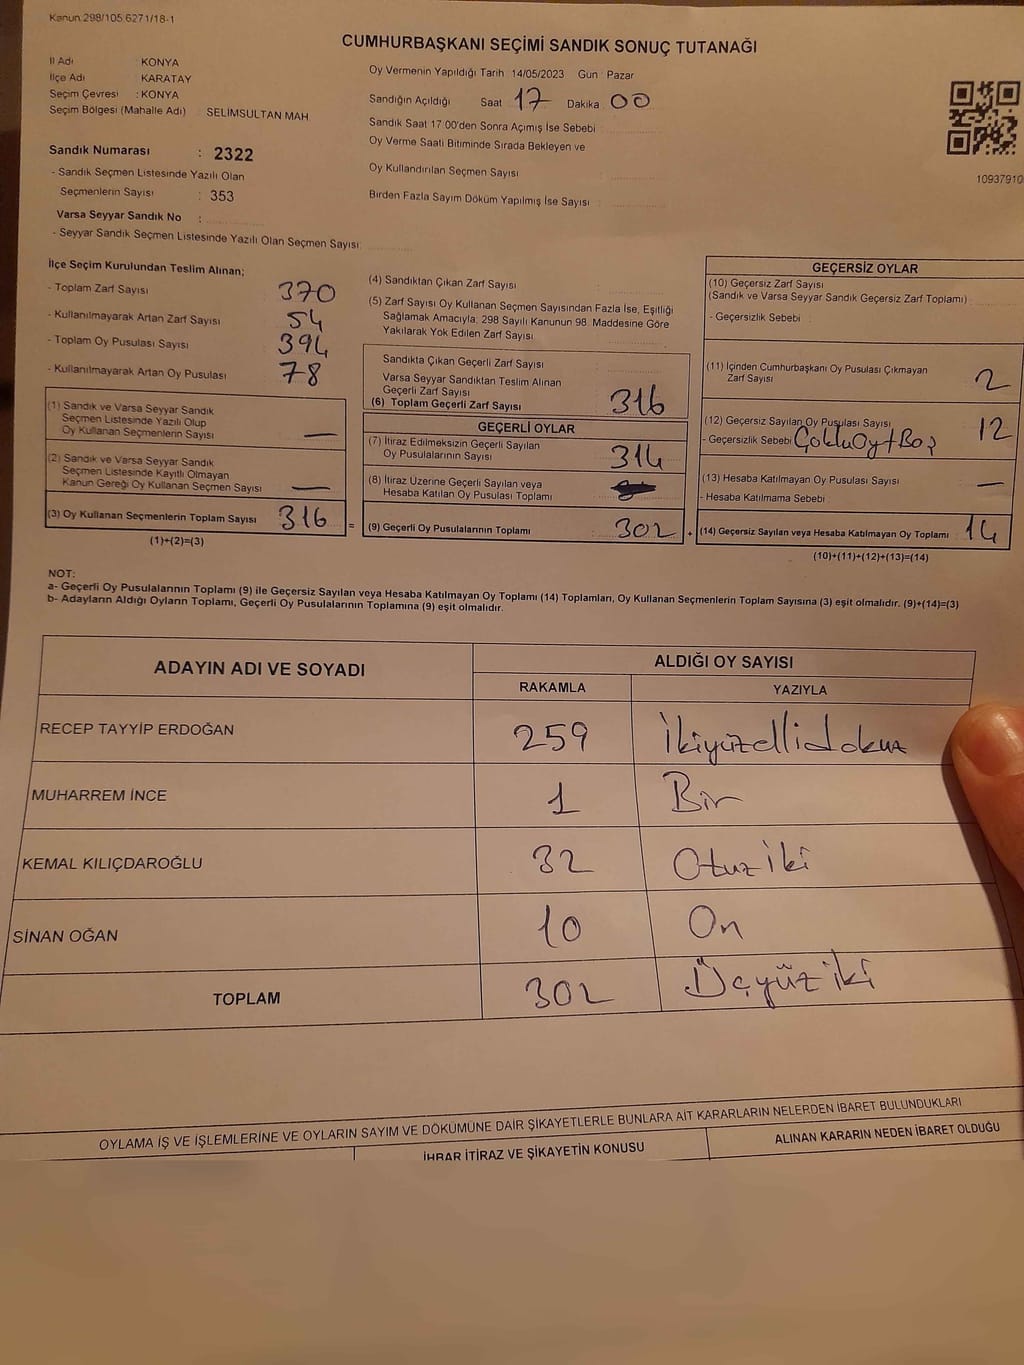 Kanun 298/105 6271/18-1
CUMHURBAŞKANI SEÇİMİ SANDIK SONUÇ TUTANAĞI
İl Adı : KONYA
İlçe Adı KARATAY
Seçim Çevresi : KONYA
Seçim Bölgesi (Mahalle Adı) : SELİMSULTAN MAH
Sandık Numarası : 2322
- Sandık Seçmen Listesinde Yazılı Olan
Seçmenlerin Sayısı : 353
Varsa Seyyar Sandık No :
- Seyyar Sandık Seçmen Listesinde Yazılı Olan Seçmen Sayısı:
Oy Vermenin Yapıldığı Tarih 14/05/2023 Gün Pazar
Sandığın Açıldığı Saat 17 Dakika 00
Sandık Saat 17:00'den Sonra Açımış İse Sebebi
Oy Verme Saati Bitiminde Sırada Bekleyen ve
Oy Kullandırılan Seçmen Sayısı
Birden Fazla Sayım Döküm Yapılmış İse Sayısı
10937910
İlçe Seçim Kurulundan Teslim Alınan;
- Toplam Zarf Sayısı 370
- Kullanılmayarak Artan Zarf Sayısı 54
- Toplam Oy Pusulası Sayısı 394
- Kullanılmayarak Artan Oy Pusulası 78
(1) Sandık ve Varsa Seyyar Sandık
Seçmen Listesinde Yazılı Olup
Oy Kullanan Seçmenlerin Sayısı —
(2) Sandık ve Varsa Seyyar Sandık
Seçmen Listesinde Kayıtlı Olmayan
Kanun Gereği Oy Kullanan Seçmen Sayısı —
(3) Oy Kullanan Seçmenlerin Toplam Sayısı 316 =
(1)+(2)=(3)
(4) Sandıktan Çıkan Zarf Sayısı
(5) Zarf Sayısı Oy Kullanan Seçmen Sayısından Fazla İse, Eşitliği
Sağlamak Amacıyla; 298 Sayılı Kanunun 98. Maddesine Göre
Yakılarak Yok Edilen Zarf Sayısı
Sandıkta Çıkan Geçerli Zarf Sayısı
Varsa Seyyar Sandıktan Teslim Alınan
Geçerli Zarf Sayısı
(6) Toplam Geçerli Zarf Sayısı 316
GEÇERLİ OYLAR
(7) İtiraz Edilmeksizin Geçerli Sayılan
Oy Pusulalarının Sayısı 314
(8) İtiraz Üzerine Geçerli Sayılan veya
Hesaba Katılan Oy Pusulası Toplamı
(9) Geçerli Oy Pusulalarının Toplamı : 302 +
GEÇERSİZ OYLAR
(10) Geçersiz Zarf Sayısı
(Sandık ve Varsa Seyyar Sandık Geçersiz Zarf Toplamı)
- Geçersizlik Sebebi
(11) İçinden Cumhurbaşkanı Oy Pusulası Çıkmayan
Zarf Sayısı 2
(12) Geçersiz Sayılan Oy Pusulası Sayısı 12
- Geçersizlik Sebebi Çoklu Oy + Boş
(13) Hesaba Katılmayan Oy Pusulası Sayısı —
- Hesaba Katılmama Sebebi
(14) Geçersiz Sayılan veya Hesaba Katılmayan Oy Toplamı 14
(10)+(11)+(12)+(13)=(14)
NOT:
a- Geçerli Oy Pusulalarının Toplamı (9) ile Geçersiz Sayılan veya Hesaba Katılmayan Oy Toplamı (14) Toplamları, Oy Kullanan Seçmenlerin Toplam Sayısına (3) eşit olmalıdır. (9)+(14)=(3)
b- Adayların Aldığı Oyların Toplamı, Geçerli Oy Pusulalarının Toplamına (9) eşit olmalıdır.
ADAYIN ADI VE SOYADI ALDIĞI OY SAYISI
RAKAMLA YAZIYLA
RECEP TAYYİP ERDOĞAN 259 İkiyüzellidokuz
MUHARREM İNCE 1 Bir
KEMAL KILIÇDAROĞLU 32 Otuz iki
SİNAN OĞAN 10 On
TOPLAM 302 Üçyüz iki
OYLAMA İŞ VE İŞLEMLERİNE VE OYLARIN SAYIM VE DÖKÜMÜNE DAİR ŞİKAYETLERLE BUNLARA AİT KARARLARIN NELERDEN İBARET BULUNDUKLARI
İHBAR İTİRAZ VE ŞİKAYETİN KONUSU ALINAN KARARIN NEDEN İBARET OLDUĞU